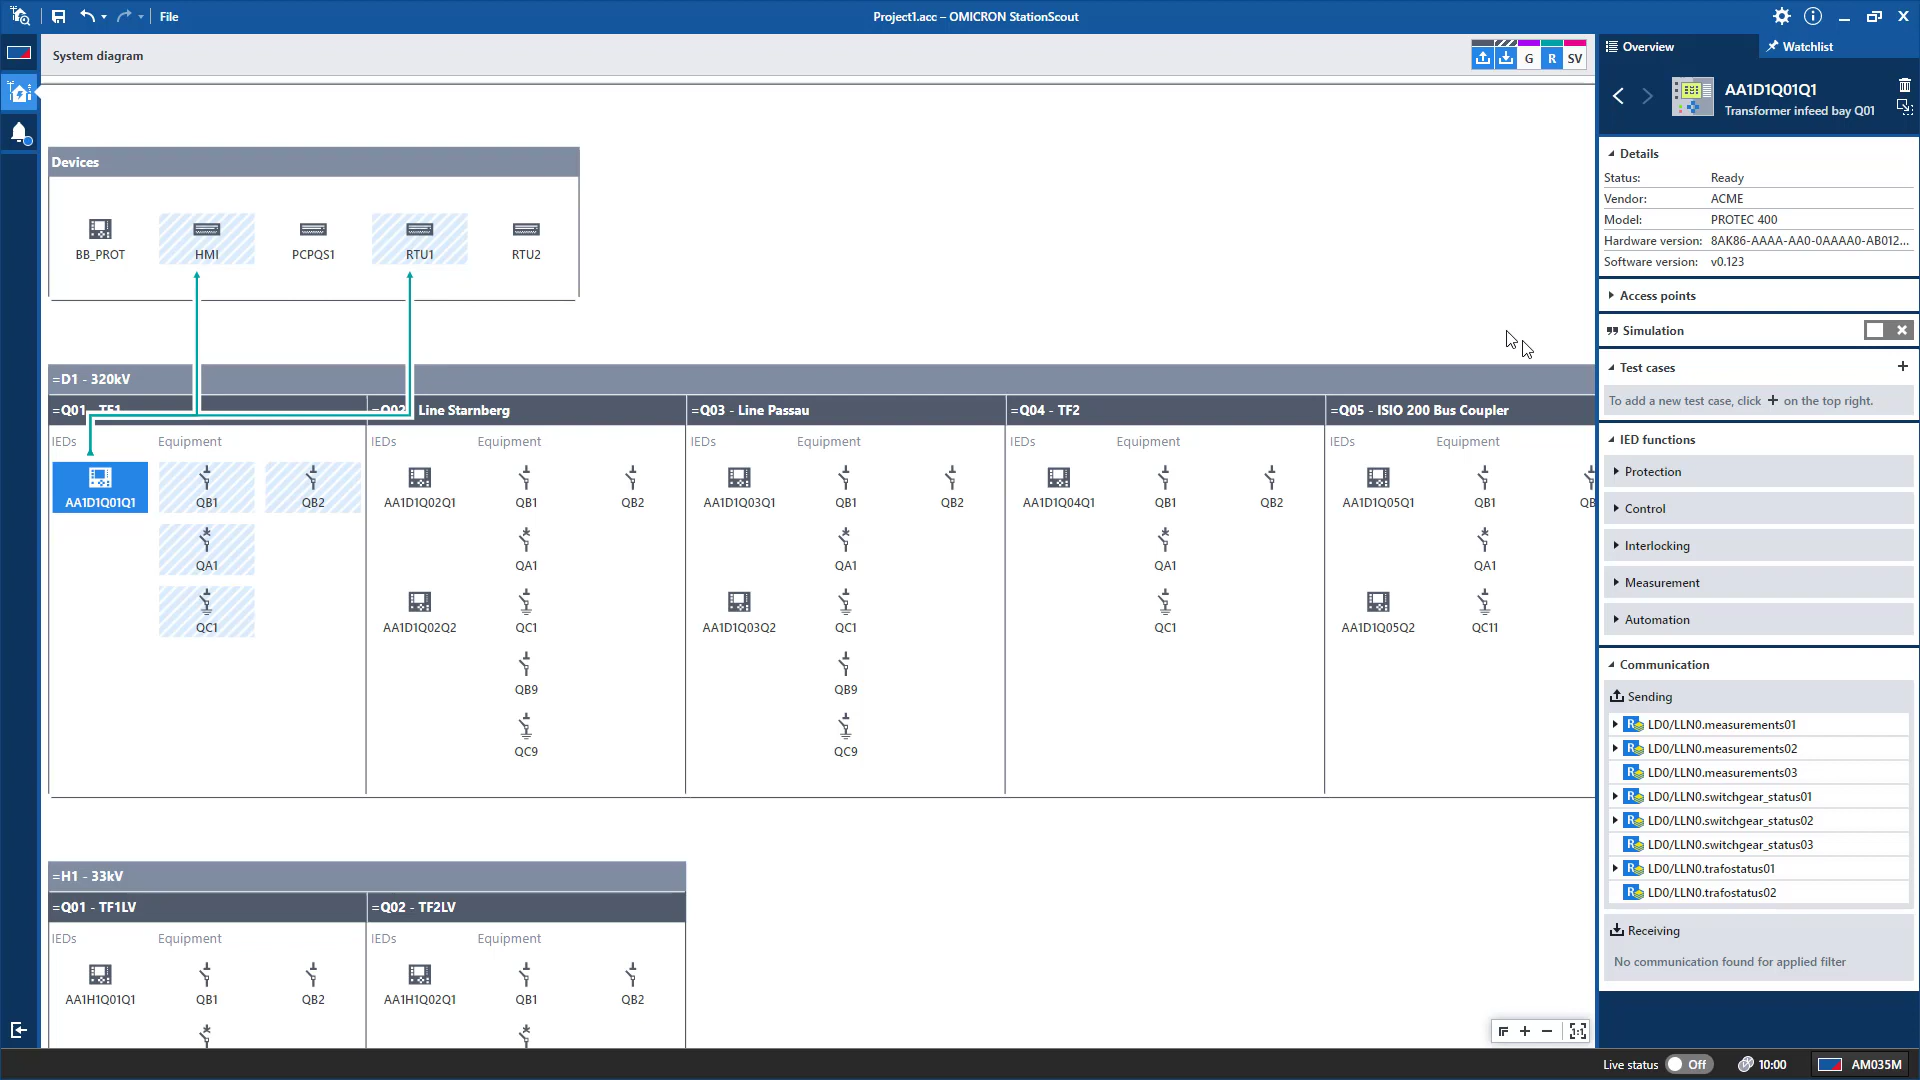 File
Project1.acc – OMICRON StationScout
System diagram
G R SV
Overview
Watchlist
AA1D1Q01Q1
Transformer infeed bay Q01
Details
Status: Ready
Vendor: ACME
Model: PROTEC 400
Hardware version: 8AK86-AAAA-AA0-0AAAA0-AB012...
Software version: v0.123
Access points
Simulation
Test cases
To add a new test case, click + on the top right.
IED functions
Protection
Control
Interlocking
Measurement
Automation
Communication
Sending
R LD0/LLN0.measurements01
R LD0/LLN0.measurements02
R LD0/LLN0.measurements03
R LD0/LLN0.switchgear_status01
R LD0/LLN0.switchgear_status02
R LD0/LLN0.switchgear_status03
R LD0/LLN0.trafostatus01
R LD0/LLN0.trafostatus02
Receiving
No communication found for applied filter
Devices
BB_PROT HMI PCPQS1 RTU1 RTU2
=D1 - 320kV
=Q01 - TF1
IEDs Equipment
AA1D1Q01Q1 QB1 QB2
QA1
QC1
=Q02 - Line Starnberg
IEDs Equipment
AA1D1Q02Q1 QB1 QB2
QA1
AA1D1Q02Q2 QC1
QB9
QC9
=Q03 - Line Passau
IEDs Equipment
AA1D1Q03Q1 QB1 QB2
QA1
AA1D1Q03Q2 QC1
QB9
QC9
=Q04 - TF2
IEDs Equipment
AA1D1Q04Q1 QB1 QB2
QA1
QC1
=Q05 - ISIO 200 Bus Coupler
IEDs Equipment
AA1D1Q05Q1 QB1 QB
QA1
AA1D1Q05Q2 QC11
=H1 - 33kV
=Q01 - TF1LV
IEDs Equipment
AA1H1Q01Q1 QB1 QB2
=Q02 - TF2LV
IEDs Equipment
AA1H1Q02Q1 QB1 QB2
1:1
Live status Off 10:00 AM035M